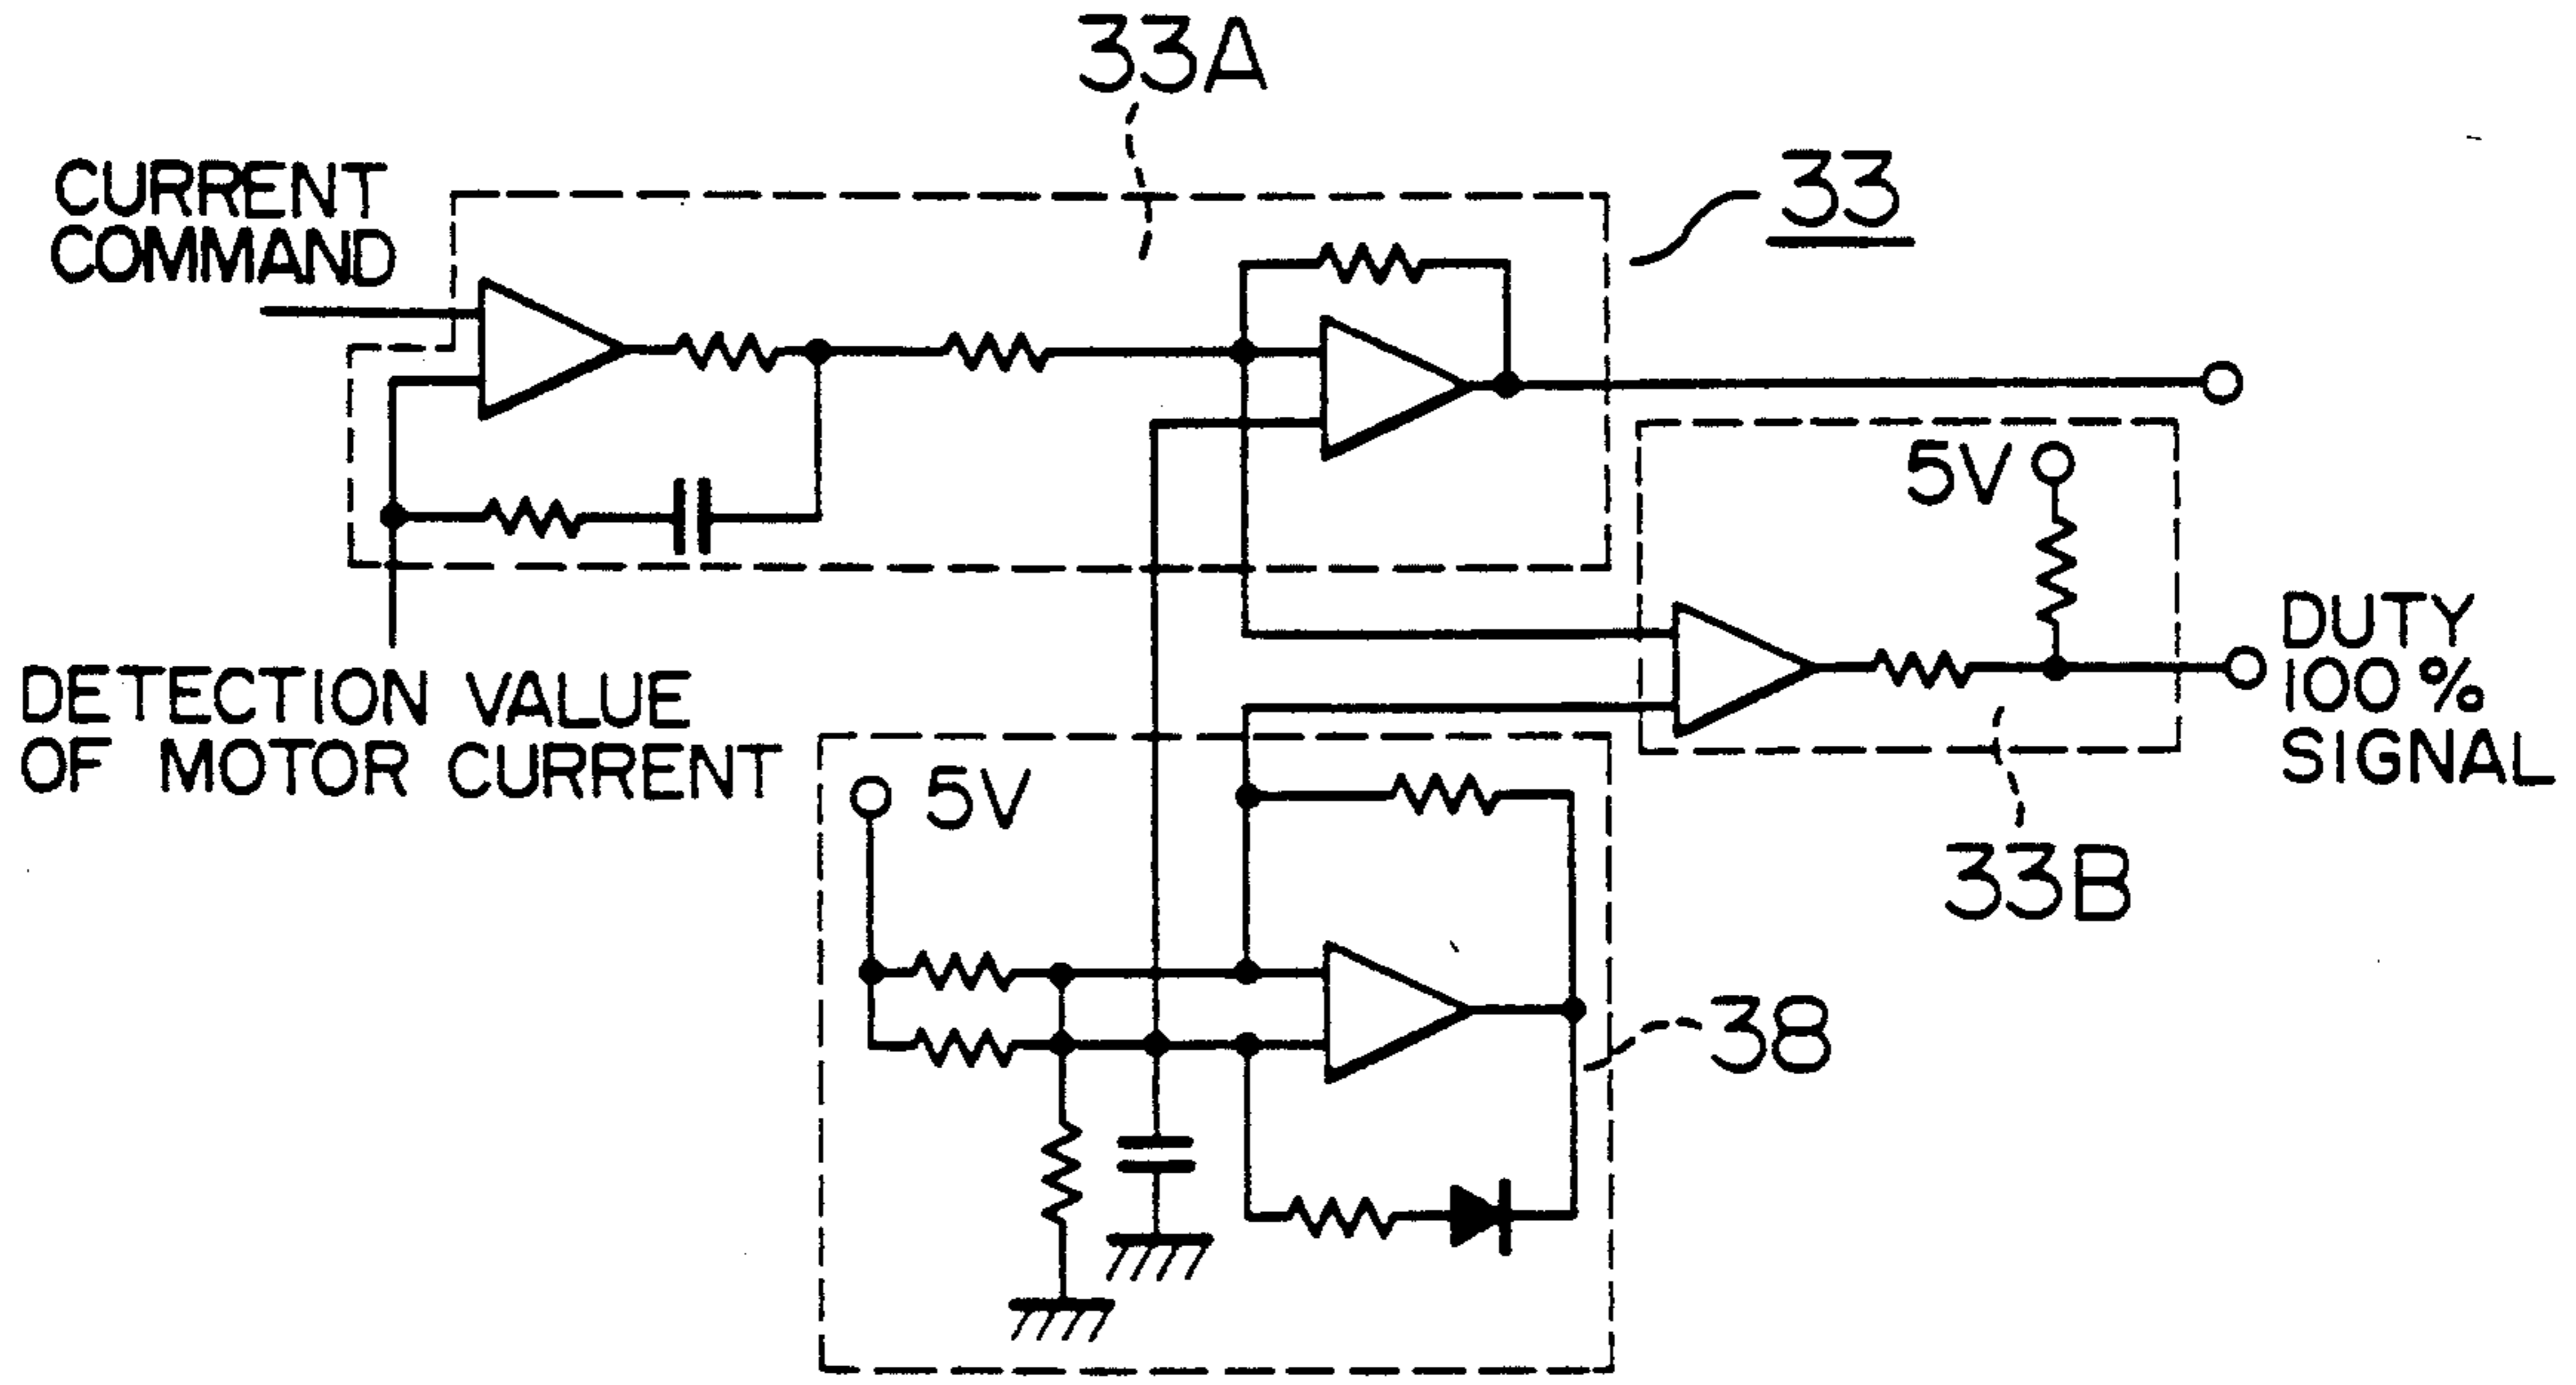 33A
33
CURRENT
COMMAND
5V
DUTY
100%
SIGNAL
DETECTION VALUE
OF MOTOR CURRENT
5V
33B
38